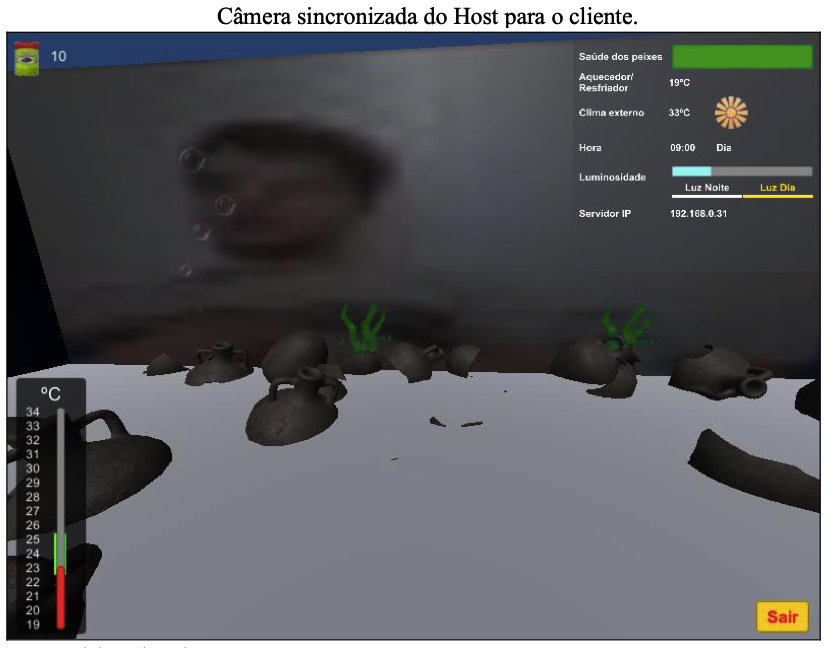 Câmera sincronizada do Host para o cliente.
10
Saúde dos peixes
Aquecedor/
Resfriador
19ºC
Clima externo
33ºC
Hora
09:00
Dia
Luminosidade
Luz Noite
Luz Dia
Servidor IP
192.168.0.31
ºC
34
33
32
31
30
29
28
27
26
25
24
23
22
21
20
19
Sair